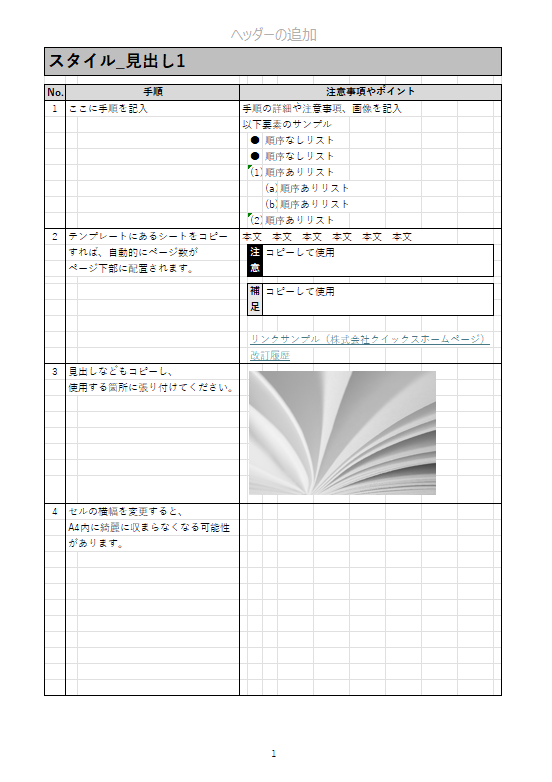 ヘッダーの追加
スタイル_見出し1
No. 手順 注意事項やポイント
1 ここに手順を記入 手順の詳細や注意事項、画像を記入
以下要素のサンプル
● 順序なしリスト
● 順序なしリスト
(1) 順序ありリスト
(a) 順序ありリスト
(b) 順序ありリスト
(2) 順序ありリスト
2 テンプレートにあるシートをコピー 本文 本文 本文 本文 本文 本文
すれば、自動的にページ数が
ページ下部に配置されます。
注意 コピーして使用
補足 コピーして使用
リンクサンプル（株式会社クイックスホームページ）
改訂履歴
3 見出しなどもコピーし、
使用する箇所に張り付けてください。
4 セルの横幅を変更すると、
A4内に綺麗に収まらなくなる可能性
があります。
1